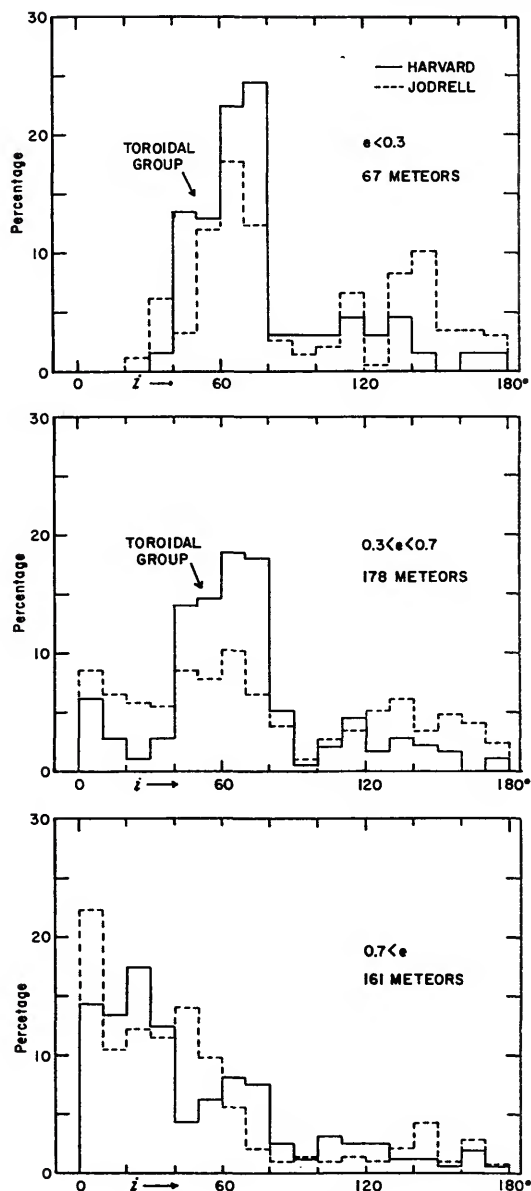 30
HARVARD
JODRELL
e<0.3
67 METEORS
TOROIDAL
GROUP
20
Percentage
10
0
0 i 60 120 180°
30
TOROIDAL
GROUP
0.3<e<0.7
178 METEORS
20
Percentage
10
0
0 i 60 120 180°
30
0.7<e
161 METEORS
20
Percetage
10
0
0 i 60 120 180°